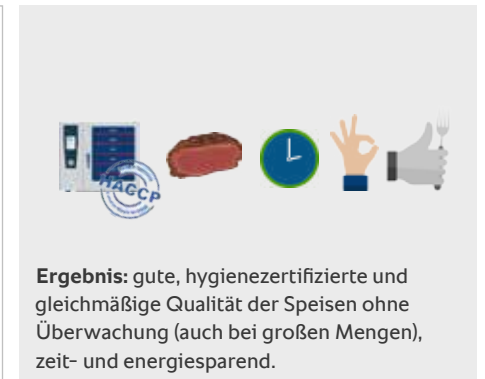 HACCP
Ergebnis: gute, hygienezertifizierte und
gleichmäßige Qualität der Speisen ohne
Überwachung (auch bei großen Mengen),
zeit- und energiesparend.